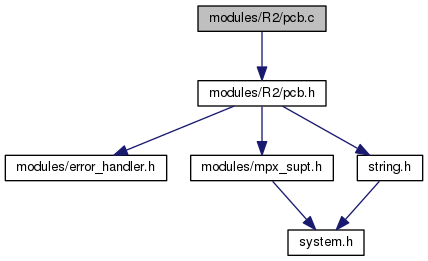 modules/R2/pcb.c
modules/R2/pcb.h
modules/error_handler.h
modules/mpx_supt.h
string.h
system.h